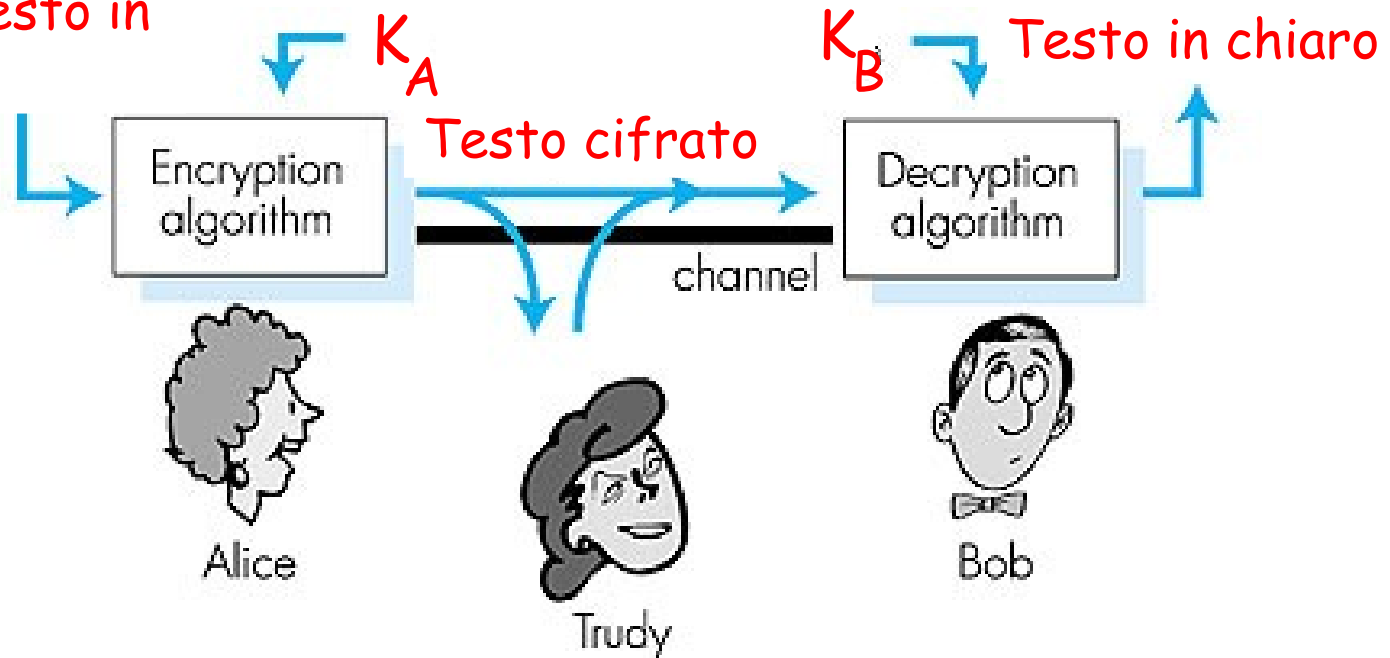 esto in
K A
K B
Testo in chiaro
Testo cifrato
Encryption
algorithm
Decryption
algorithm
channel
Alice
Trudy
Bob